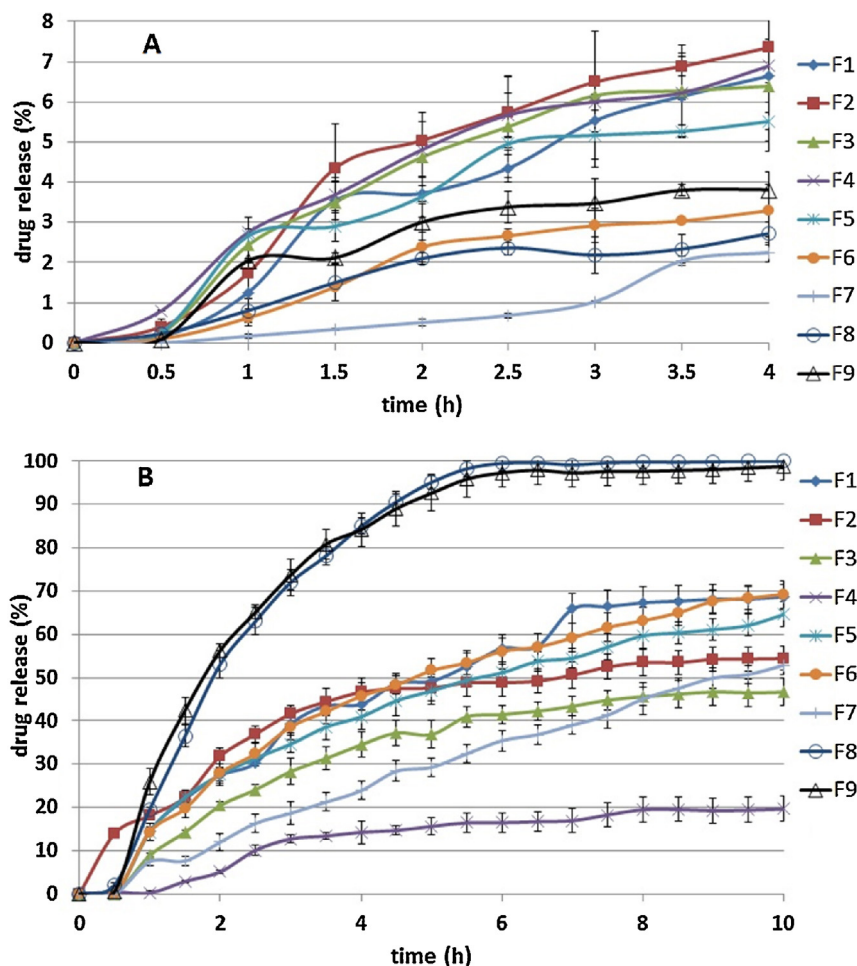 A
drug release (%)
8
7
6
5
4
3
2
1
0
0 0.5 1 1.5 2 2.5 3 3.5 4
time (h)
F1
F2
F3
F4
F5
F6
F7
F8
F9
B
drug release (%)
100
90
80
70
60
50
40
30
20
10
0
0 2 4 6 8 10
time (h)
F1
F2
F3
F4
F5
F6
F7
F8
F9